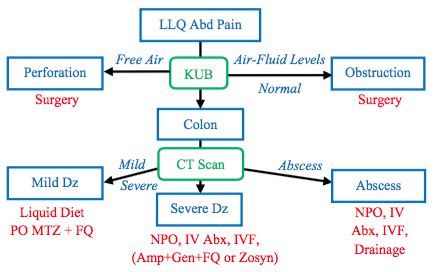 LLQ Abd Pain
Free Air
KUB
Air-Fluid Levels
Normal
Perforation
Surgery
Obstruction
Surgery
Colon
Mild
CT Scan
Abscess
Severe
Mild Dz
Liquid Diet
PO MTZ + FQ
Severe Dz
NPO, IV Abx, IVF,
(Amp+Gen+FQ or Zosyn)
Abscess
NPO, IV
Abx, IVF,
Drainage